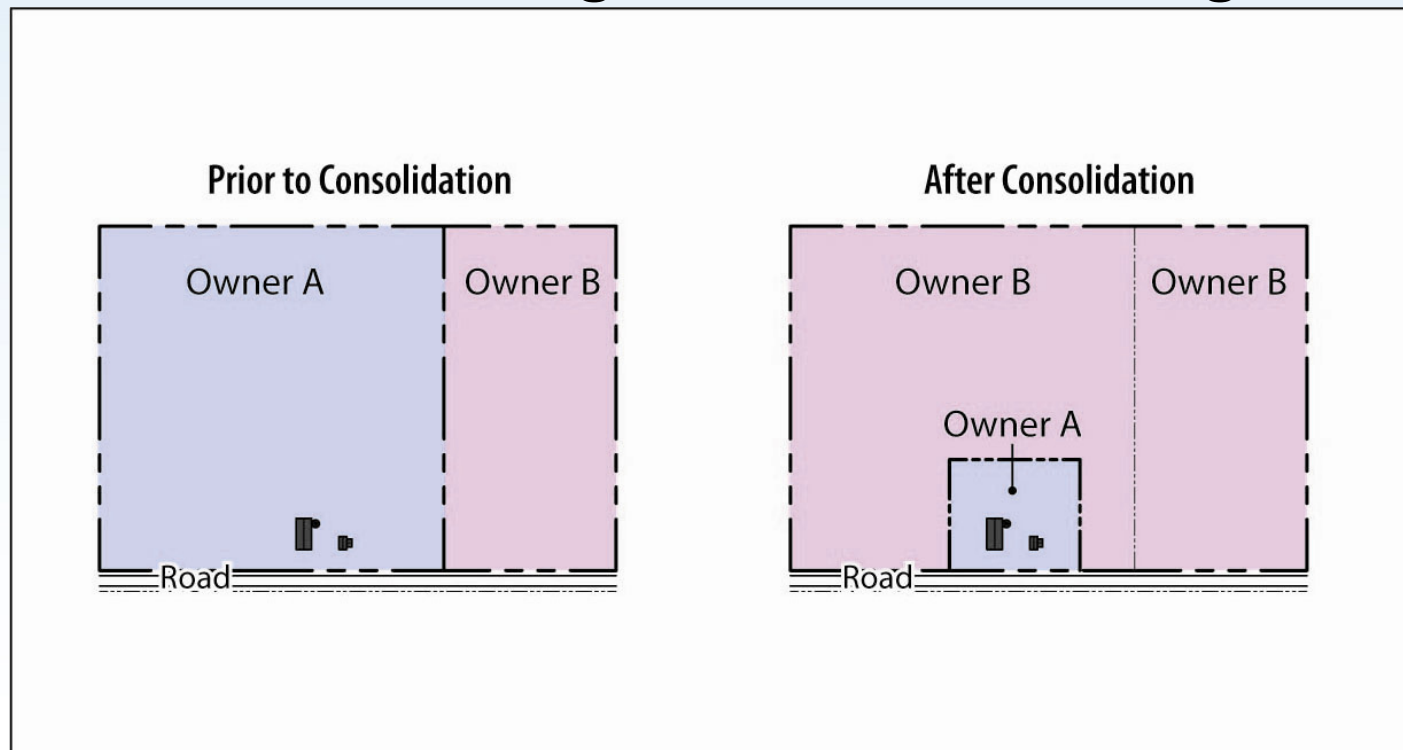 Prior to Consolidation
Owner A
Owner B
Road
After Consolidation
Owner B
Owner B
Owner A
Road